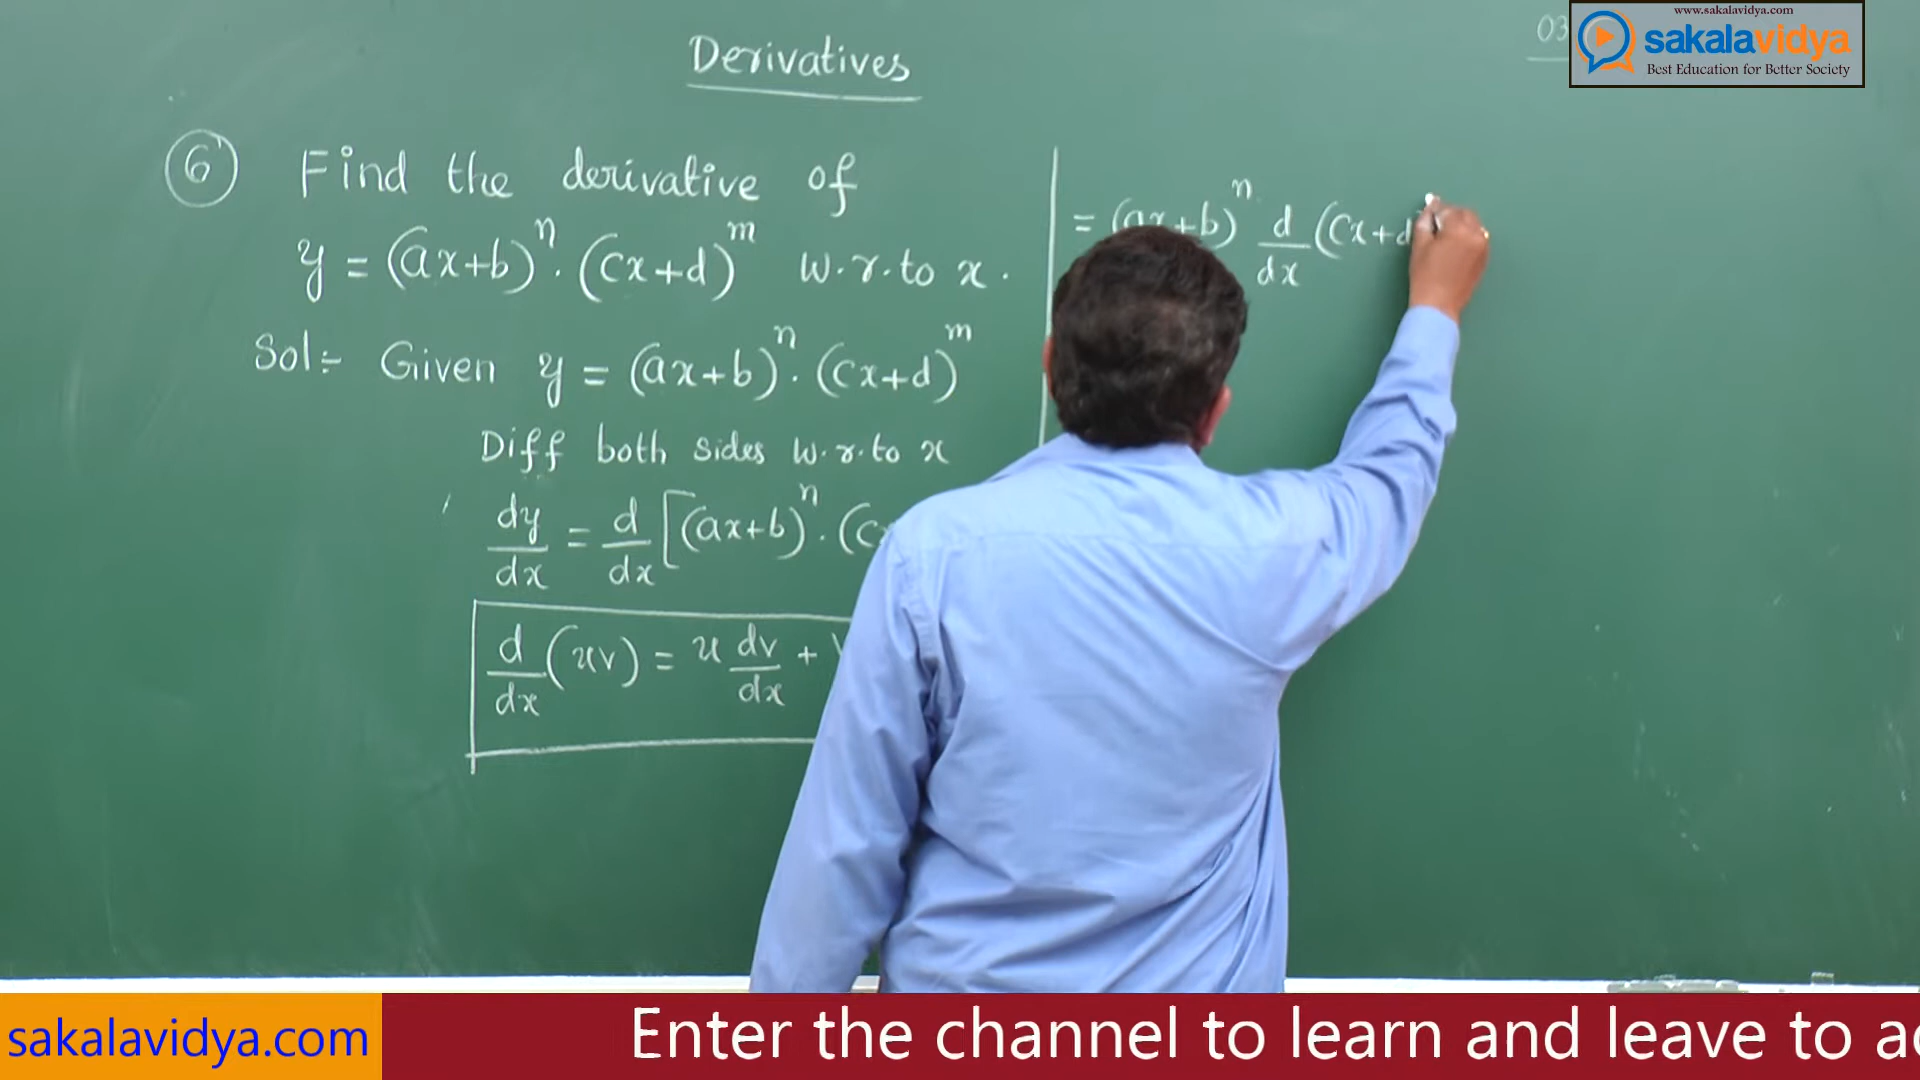 Derivatives
03
www.sakalavidya.com
sakalavidya
Best Education for Better Society
6 Find the derivative of
y = (ax+b)^n . (cx+d)^m w.r.to x .
Sol:- Given y = (ax+b)^n . (cx+d)^m
Diff both sides w.r.to x
dy/dx = d/dx [(ax+b)^n . (c
d/dx (uv) = u dv/dx +
= (ax+b)^n d/dx (cx+d
sakalavidya.com
Enter the channel to learn and leave to